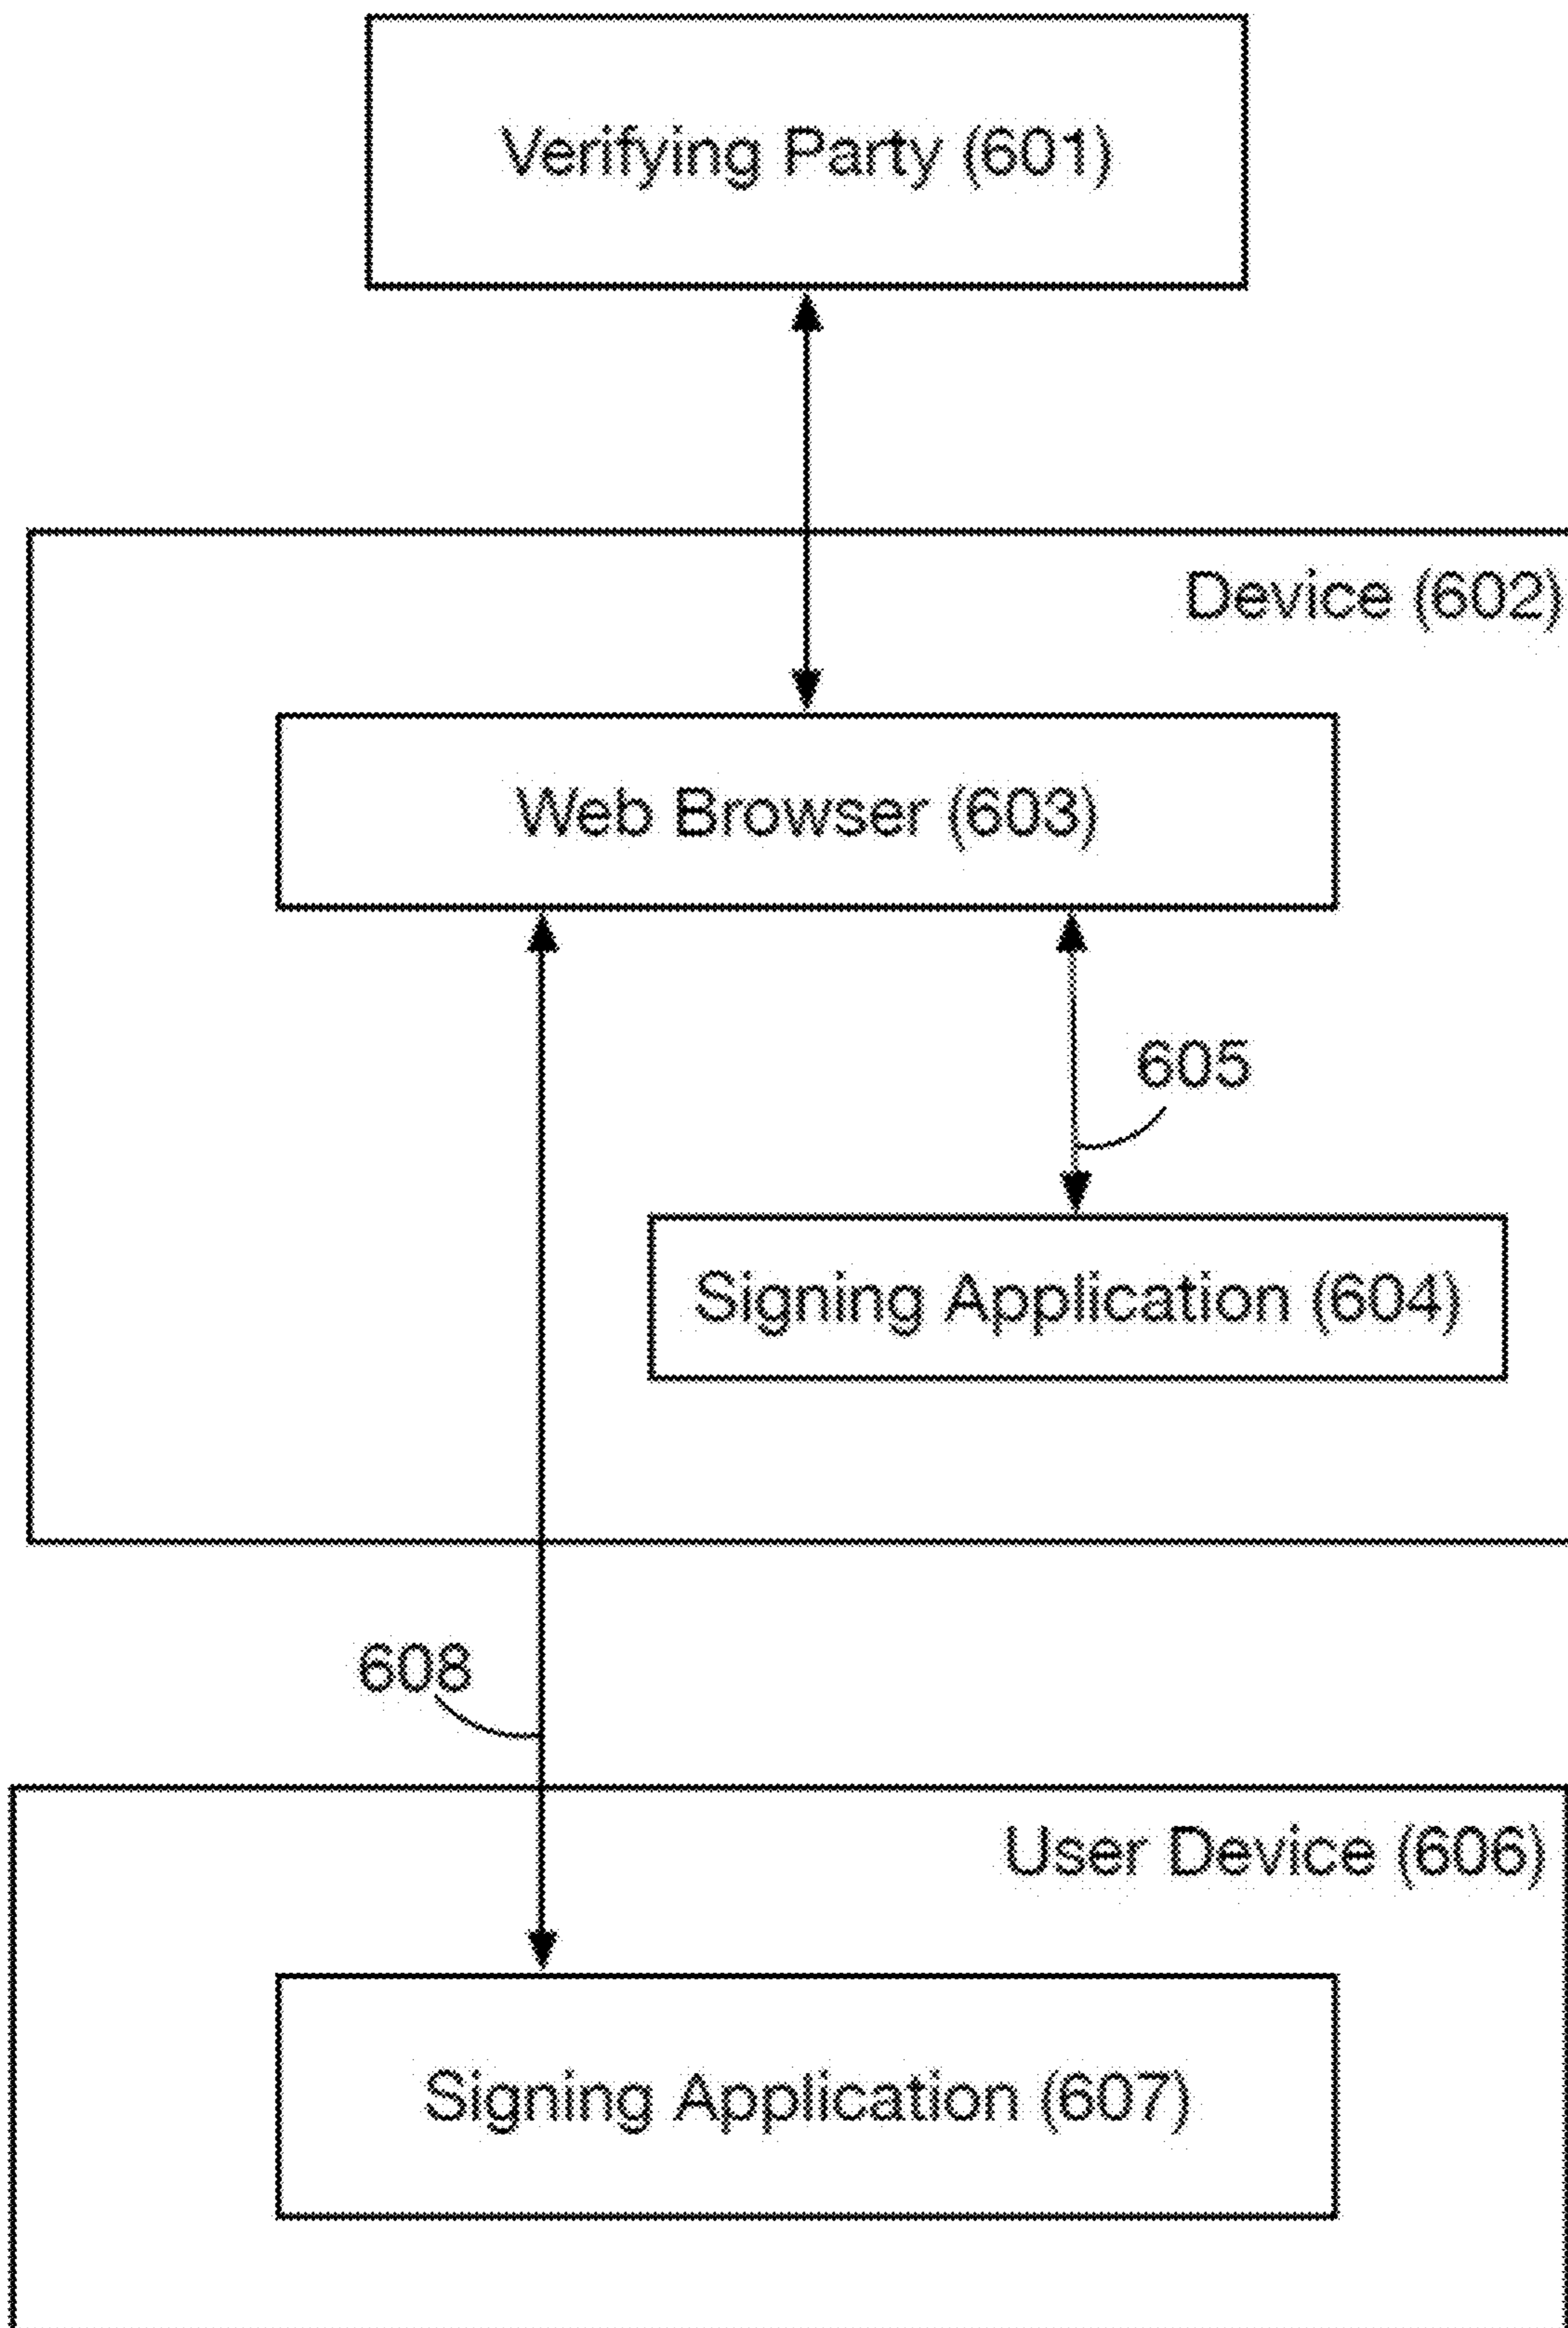 Verifying Party (601)
Device (602)
Web Browser (603)
605
Signing Application (604)
608
User Device (606)
Signing Application (607)